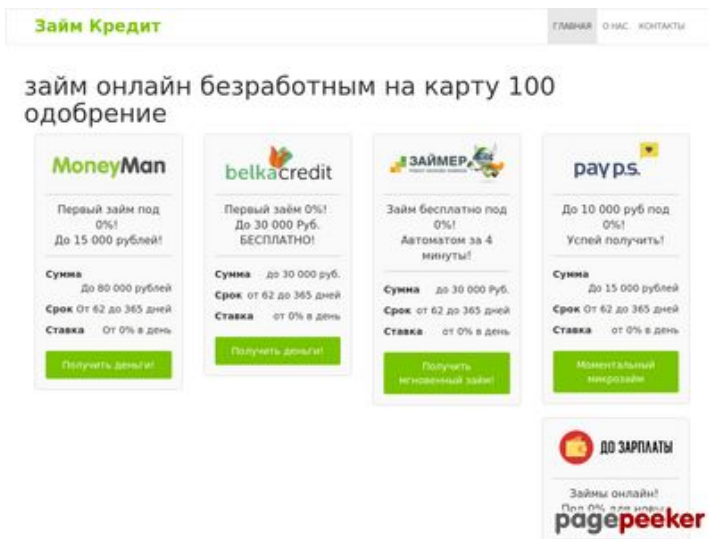 Займ Кредит
ГЛАВНАЯ О НАС КОНТАКТЫ
займ онлайн безработным на карту 100
одобрение
MoneyMan
Первый займ под
0%!
До 15 000 рублей!
Сумма
До 80 000 рублей
Срок От 62 до 365 дней
Ставка От 0% в день
Получить деньги!
belkacredit
Первый заём 0%!
До 30 000 Руб.
БЕСПЛАТНО!
Сумма до 30 000 руб.
Срок от 62 до 365 дней
Ставка от 0% в день
Получить деньги!
ЗАЙМЕР
Займ бесплатно под
0%!
Автоматом за 4
минуты!
Сумма до 30 000 Руб.
Срок от 62 до 365 дней
Ставка от 0% в день
Получить
мгновенный займ!
pay p.s.
До 10 000 руб под
0%!
Успей получить!
Сумма
До 15 000 рублей
Срок От 62 до 365 дней
Ставка от 0% в день
Моментальный
микрозайм
ДО ЗАРПЛАТЫ
Займы онлайн!
Под 0% для новых
pagepeeker